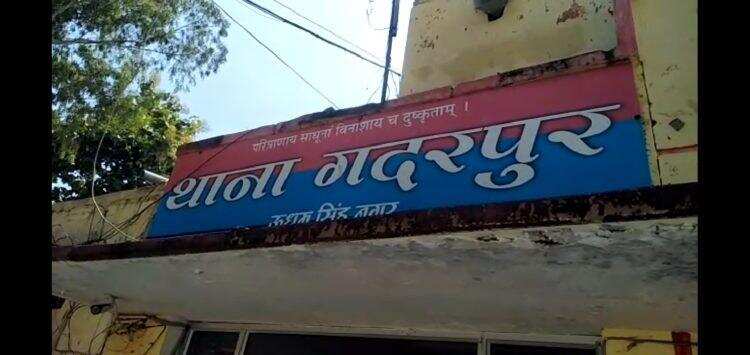 परित्राणाय साधूनां विनाशाय च दुष्कृताम् ।
थाना गदरपुर
ऊधम सिंह नगर